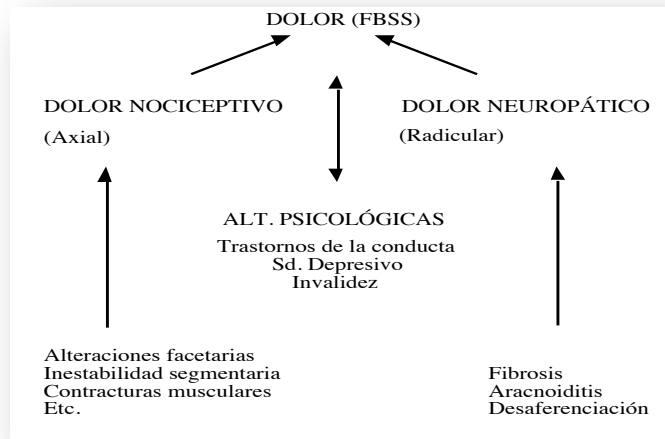 DOLOR (FBSS)
DOLOR NOCICEPTIVO
(Axial)
DOLOR NEUROPÁTICO
(Radicular)
ALT. PSICOLÓGICAS
Trastornos de la conducta
Sd. Depresivo
Invalidez
Alteraciones facetarias
Inestabilidad segmentaria
Contracturas musculares
Etc.
Fibrosis
Aracnoiditis
Desaferenciación